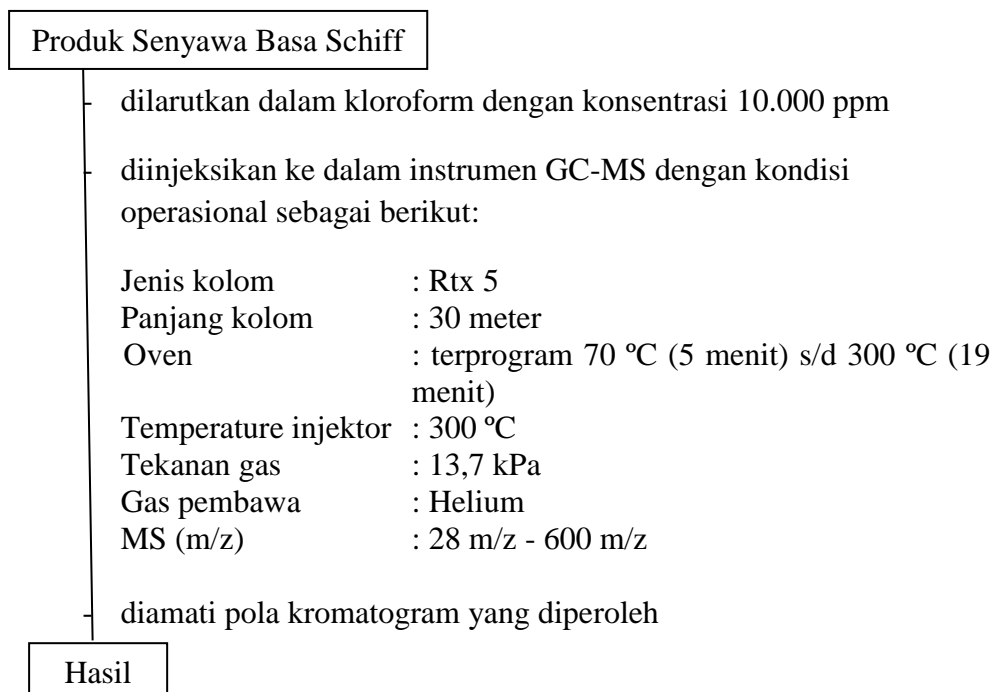 Produk Senyawa Basa Schiff
- dilarutkan dalam kloroform dengan konsentrasi 10.000 ppm
- diinjeksikan ke dalam instrumen GC-MS dengan kondisi
operasional sebagai berikut:
Jenis kolom : Rtx 5
Panjang kolom : 30 meter
Oven : terprogram 70 ºC (5 menit) s/d 300 ºC (19
menit)
Temperature injektor : 300 ºC
Tekanan gas : 13,7 kPa
Gas pembawa : Helium
MS (m/z) : 28 m/z - 600 m/z
- diamati pola kromatogram yang diperoleh
Hasil